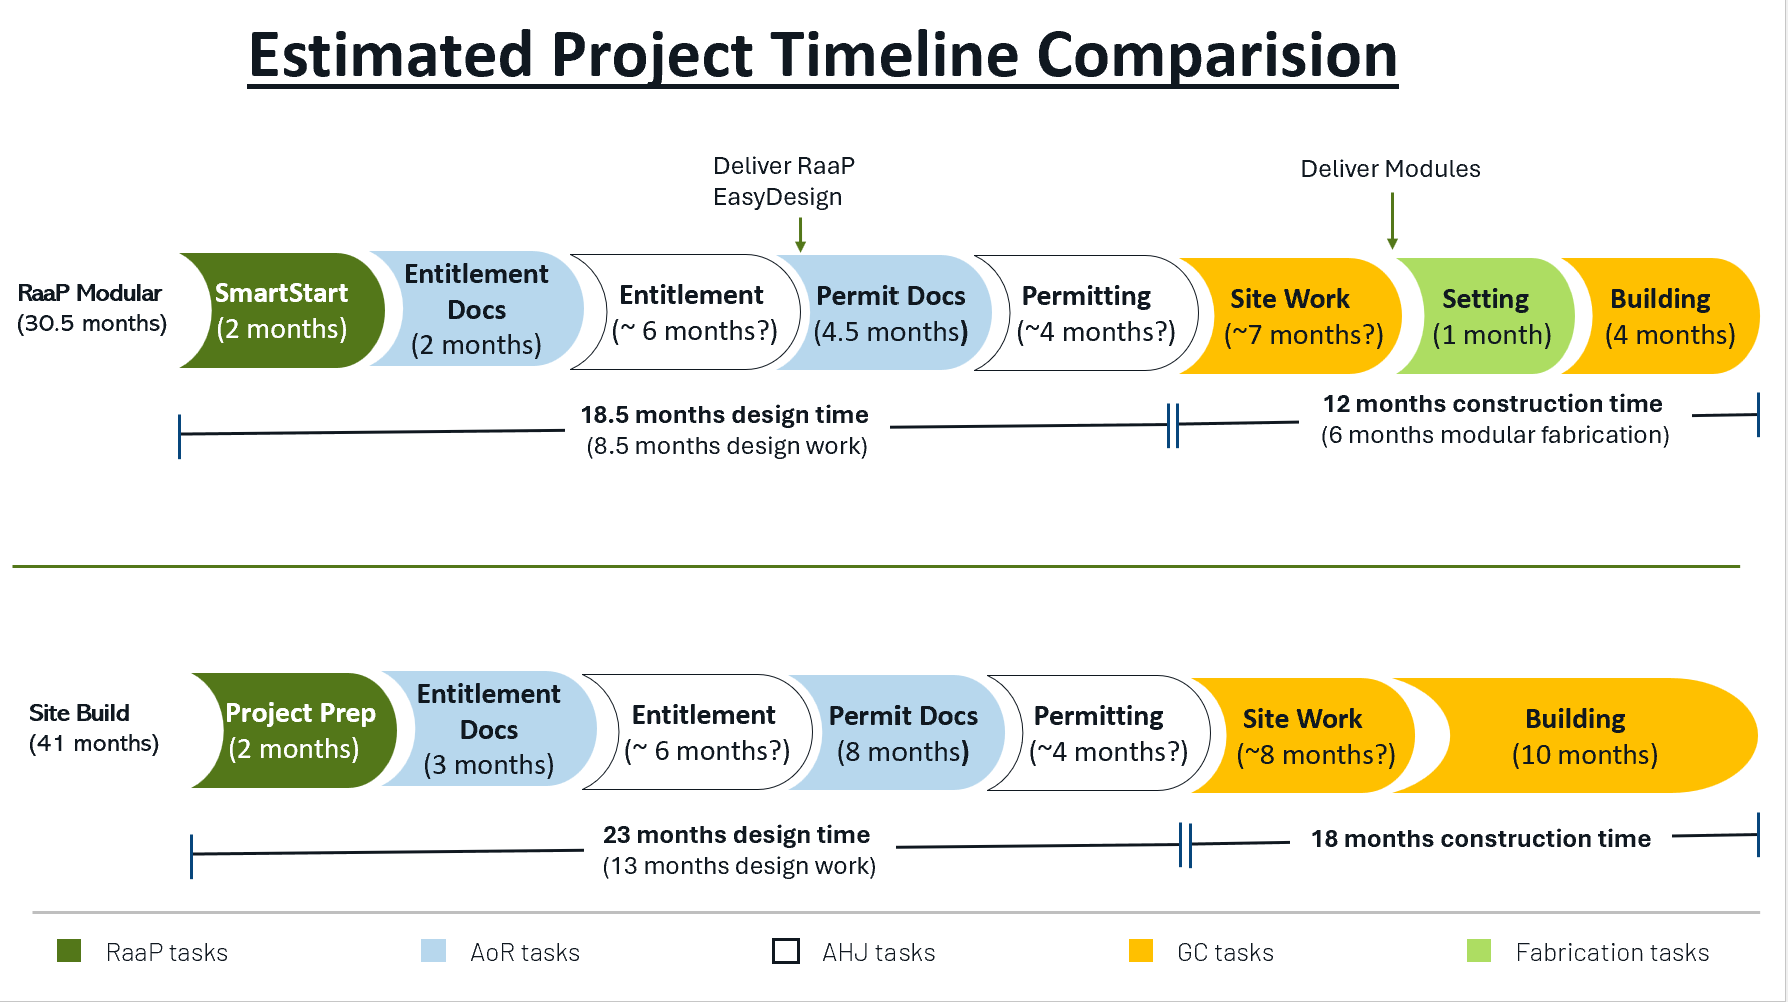 Estimated Project Timeline Comparision
Deliver RaaP
EasyDesign
Deliver Modules
RaaP Modular
(30.5 months)
SmartStart
(2 months)
Entitlement
Docs
(2 months)
Entitlement
(~ 6 months?)
Permit Docs
(4.5 months)
Permitting
(~4 months?)
Site Work
(~7 months?)
Setting
(1 month)
Building
(4 months)
18.5 months design time
(8.5 months design work)
12 months construction time
(6 months modular fabrication)
Site Build
(41 months)
Project Prep
(2 months)
Entitlement
Docs
(3 months)
Entitlement
(~ 6 months?)
Permit Docs
(8 months)
Permitting
(~4 months?)
Site Work
(~8 months?)
Building
(10 months)
23 months design time
(13 months design work)
18 months construction time
RaaP tasks
AoR tasks
AHJ tasks
GC tasks
Fabrication tasks